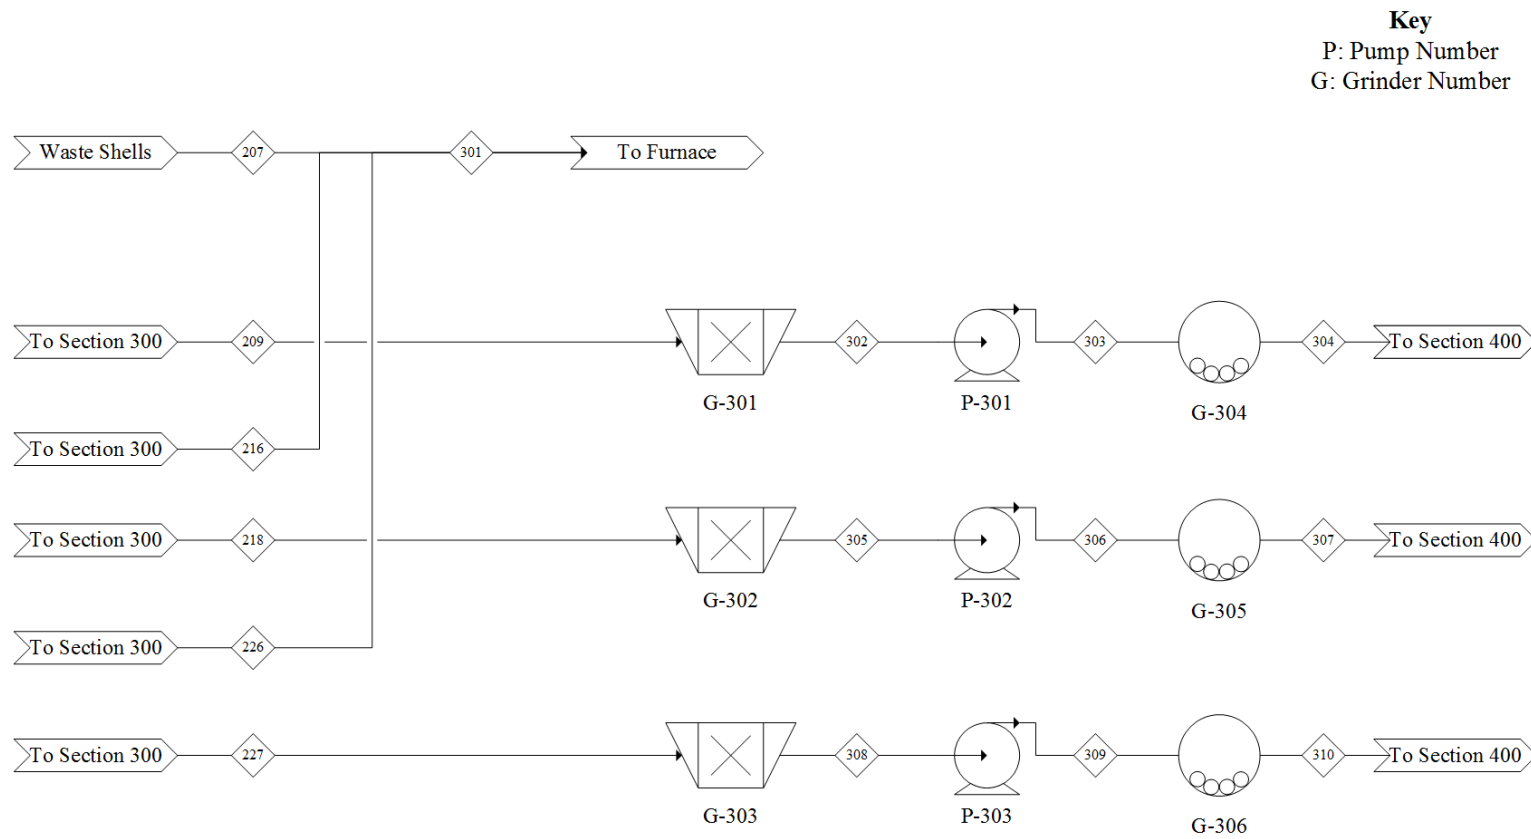 Key
P: Pump Number
G: Grinder Number
Waste Shells
207
301
To Furnace
To Section 300
209
302
303
304
To Section 400
G-301
P-301
G-304
To Section 300
216
To Section 300
218
305
306
307
To Section 400
G-302
P-302
G-305
To Section 300
226
To Section 300
227
308
309
310
To Section 400
G-303
P-303
G-306